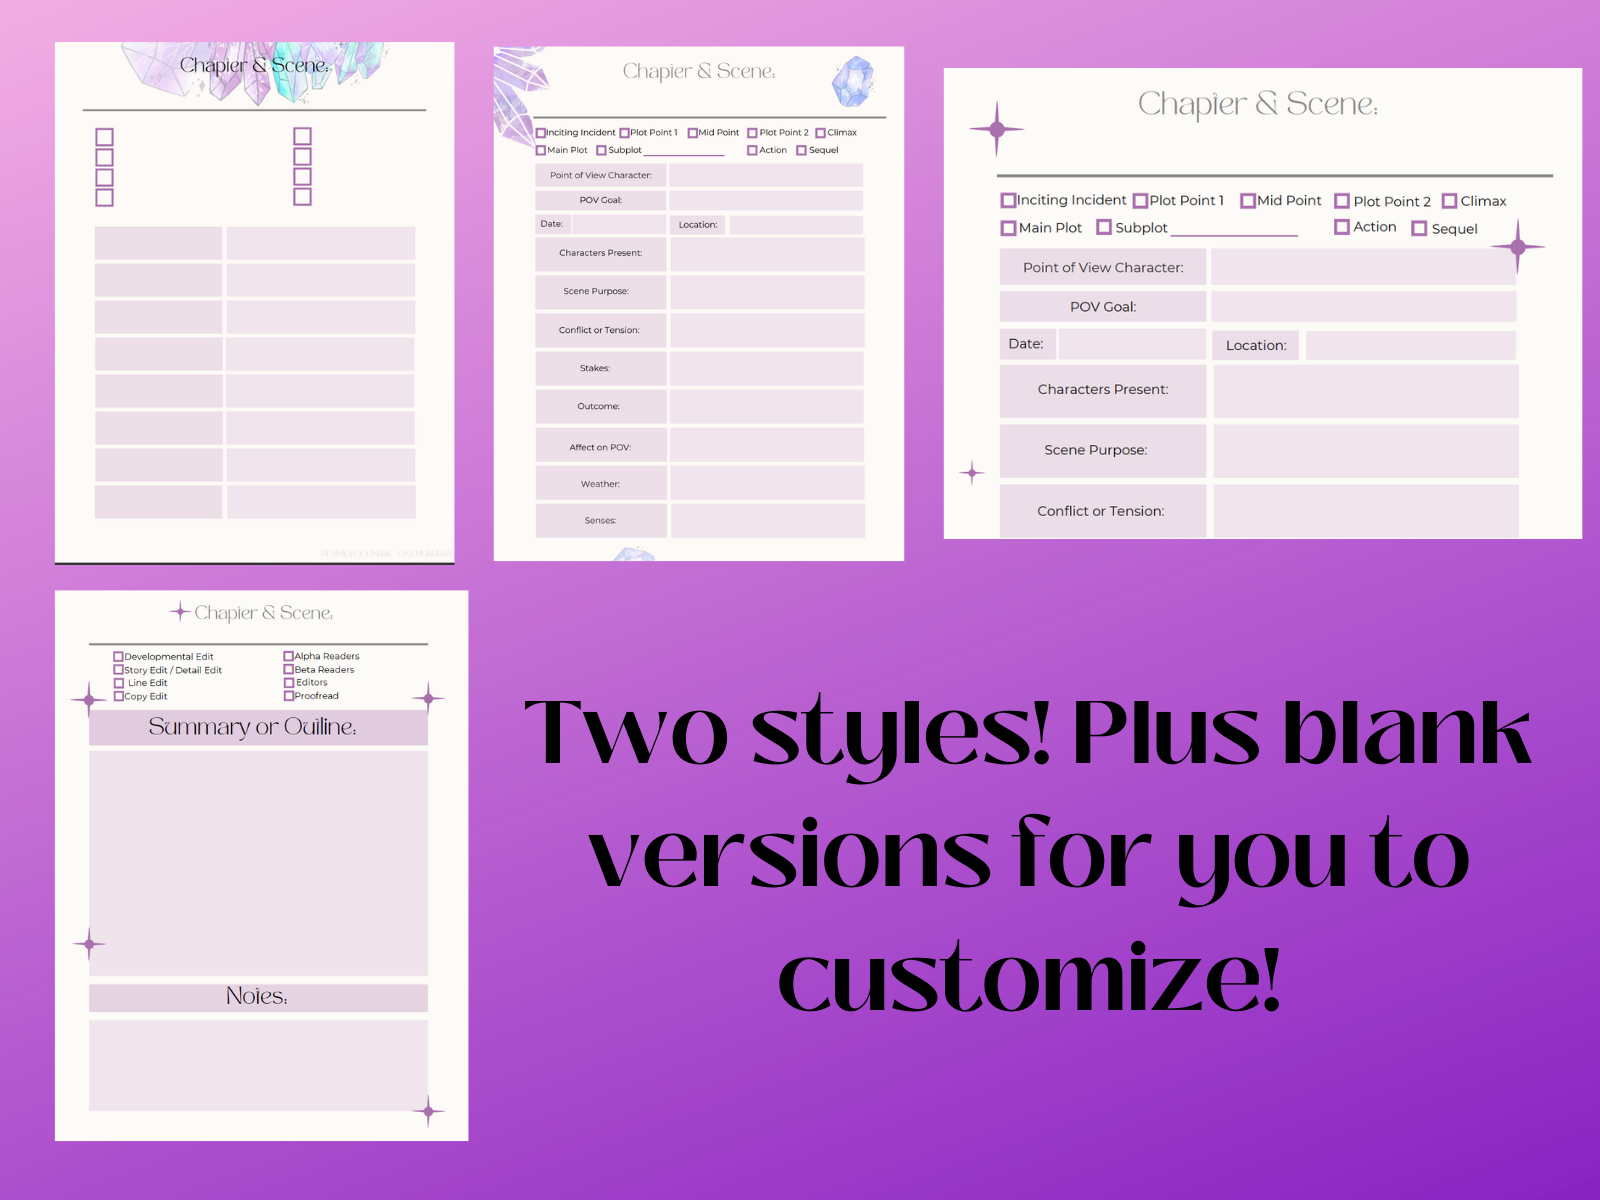 Chapter & Scene:
REVISION JOURNAL - DAX MURRAY
Chapter & Scene:
Inciting Incident Plot Point 1 Mid Point Plot Point 2 Climax
Main Plot Subplot Action Sequel
Point of View Character:
POV Goal:
Date: Location:
Characters Present:
Scene Purpose:
Conflict or Tension:
Stakes:
Outcome:
Affect on POV:
Weather:
Senses:
Chapter & Scene:
Inciting Incident Plot Point 1 Mid Point Plot Point 2 Climax
Main Plot Subplot Action Sequel
Point of View Character:
POV Goal:
Date: Location:
Characters Present:
Scene Purpose:
Conflict or Tension:
Chapter & Scene:
Developmental Edit Alpha Readers
Story Edit / Detail Edit Beta Readers
Line Edit Editors
Copy Edit Proofread
Summary or Outline:
Notes:
Two styles! Plus blank
versions for you to
customize!